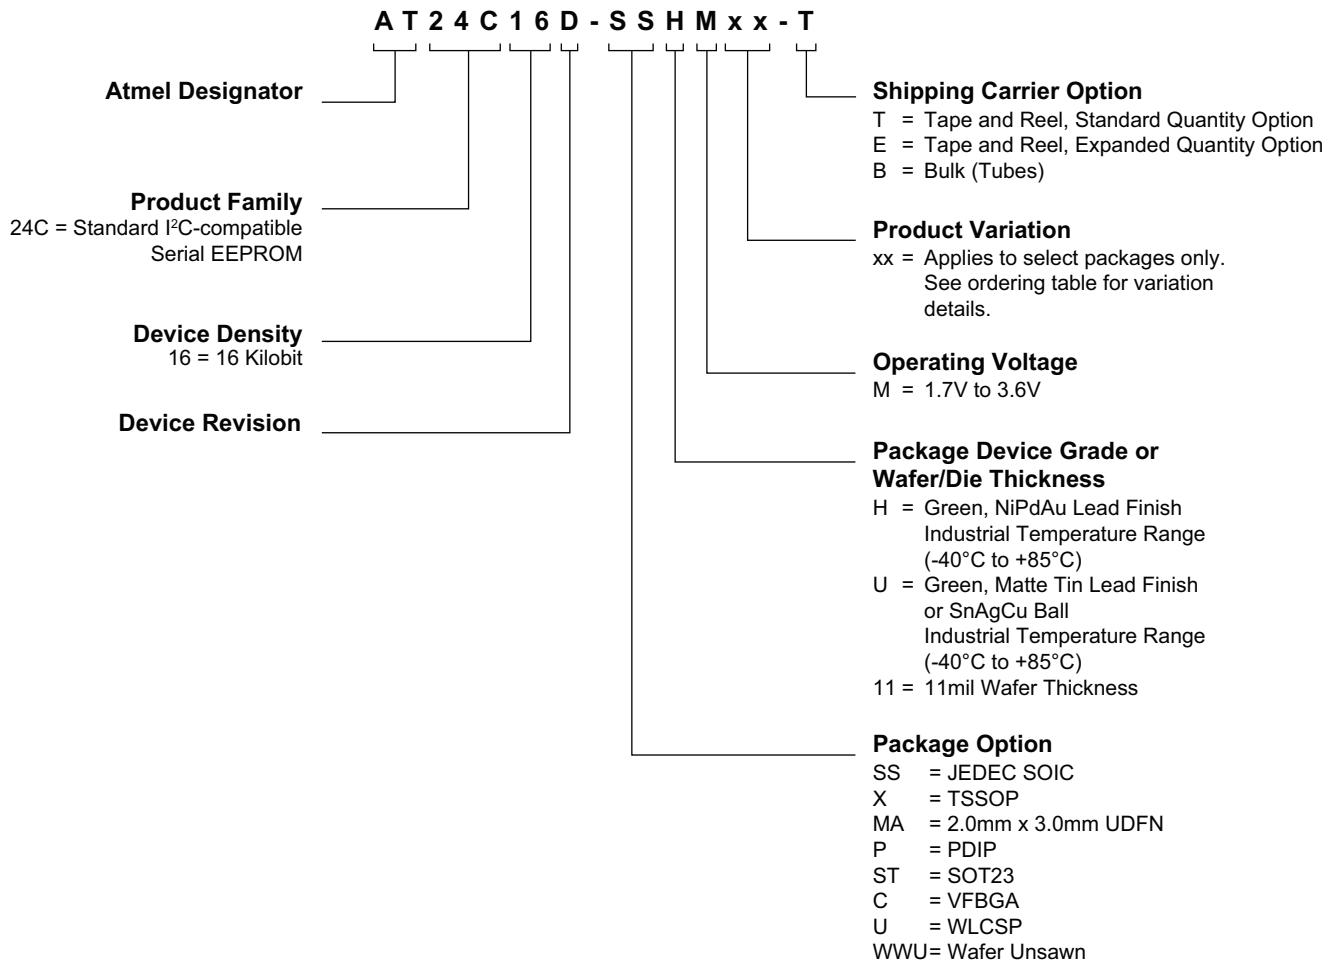 AT24C16D-SSHMxx-T
Atmel Designator
Product Family
24C = Standard I²C-compatible
Serial EEPROM
Device Density
16 = 16 Kilobit
Device Revision
Shipping Carrier Option
T = Tape and Reel, Standard Quantity Option
E = Tape and Reel, Expanded Quantity Option
B = Bulk (Tubes)
Product Variation
xx = Applies to select packages only.
See ordering table for variation
details.
Operating Voltage
M = 1.7V to 3.6V
Package Device Grade or
Wafer/Die Thickness
H = Green, NiPdAu Lead Finish
Industrial Temperature Range
(-40°C to +85°C)
U = Green, Matte Tin Lead Finish
or SnAgCu Ball
Industrial Temperature Range
(-40°C to +85°C)
11 = 11mil Wafer Thickness
Package Option
SS = JEDEC SOIC
X = TSSOP
MA = 2.0mm x 3.0mm UDFN
P = PDIP
ST = SOT23
C = VFBGA
U = WLCSP
WWU= Wafer Unsawn